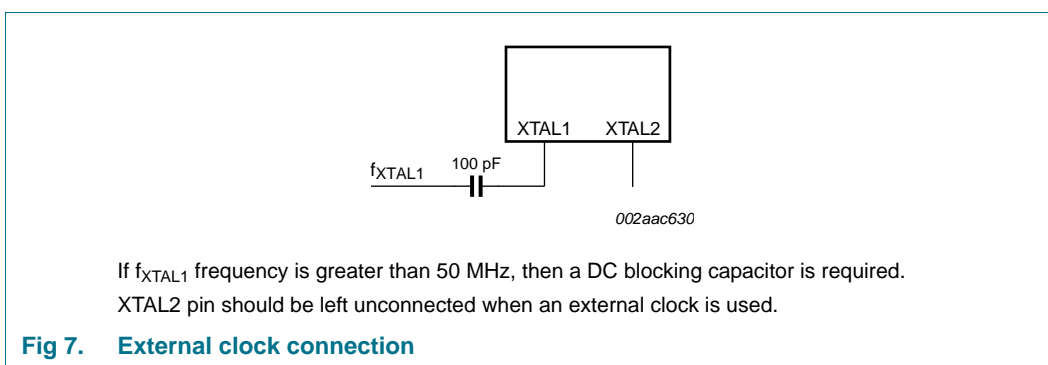 XTAL1 XTAL2
fXTAL1
100 pF
002aac630
If fXTAL1 frequency is greater than 50 MHz, then a DC blocking capacitor is required.
XTAL2 pin should be left unconnected when an external clock is used.
Fig 7. External clock connection